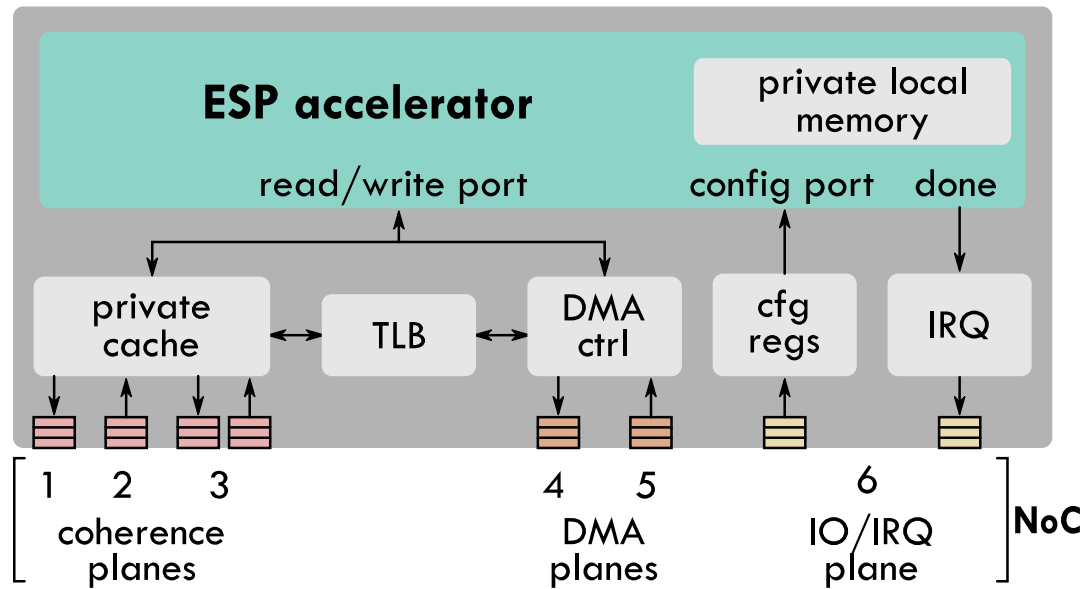 ESP accelerator
private local
memory
read/write port
config port
done
private
cache
TLB
DMA
ctrl
cfg
regs
IRQ
1
2
3
4
5
6
coherence
planes
DMA
planes
IO/IRQ
plane
NoC